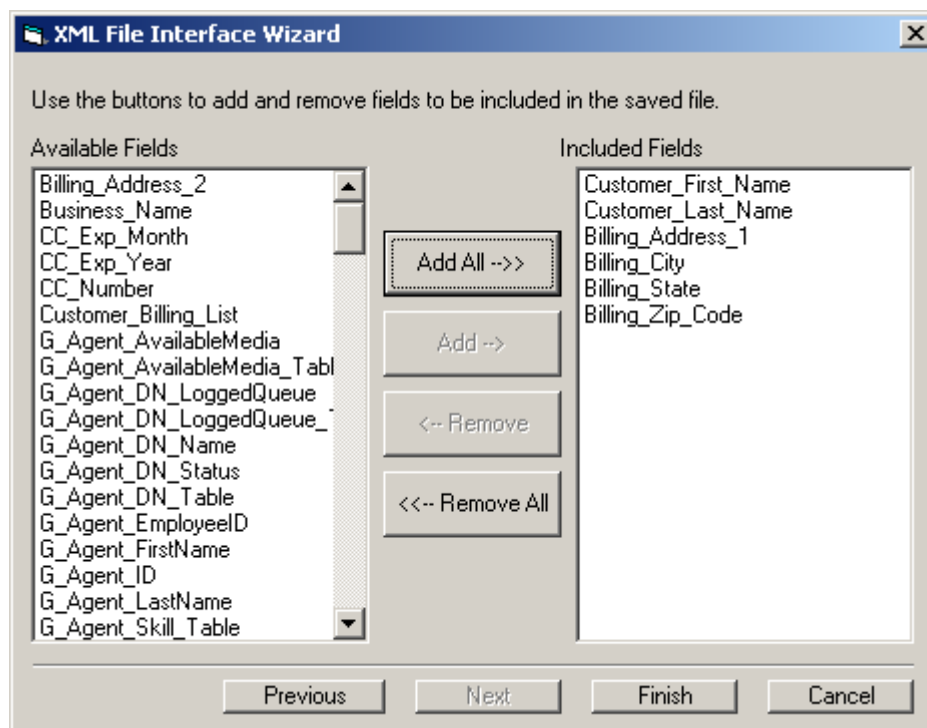 XML File Interface Wizard
Use the buttons to add and remove fields to be included in the saved file.
Available Fields
Billing_Address_2
Business_Name
CC_Exp_Month
CC_Exp_Year
CC_Number
Customer_Billing_List
G_Agent_AvailableMedia
G_Agent_AvailableMedia_Tabl
G_Agent_DN_LoggedQueue
G_Agent_DN_LoggedQueue_
G_Agent_DN_Name
G_Agent_DN_Status
G_Agent_DN_Table
G_Agent_EmployeeID
G_Agent_FirstName
G_Agent_ID
G_Agent_LastName
G_Agent_Skill_Table
Add All -->>
Add -->
<-- Remove
<<-- Remove All
Included Fields
Customer_First_Name
Customer_Last_Name
Billing_Address_1
Billing_City
Billing_State
Billing_Zip_Code
Previous
Next
Finish
Cancel